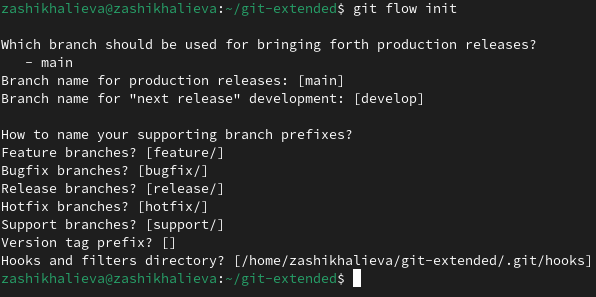 zashikhalieva@zashikhalieva:~/git-extended$ git flow init

Which branch should be used for bringing forth production releases?
   - main
Branch name for production releases: [main]
Branch name for "next release" development: [develop]

How to name your supporting branch prefixes?
Feature branches? [feature/]
Bugfix branches? [bugfix/]
Release branches? [release/]
Hotfix branches? [hotfix/]
Support branches? [support/]
Version tag prefix? []
Hooks and filters directory? [/home/zashikhalieva/git-extended/.git/hooks]
zashikhalieva@zashikhalieva:~/git-extended$